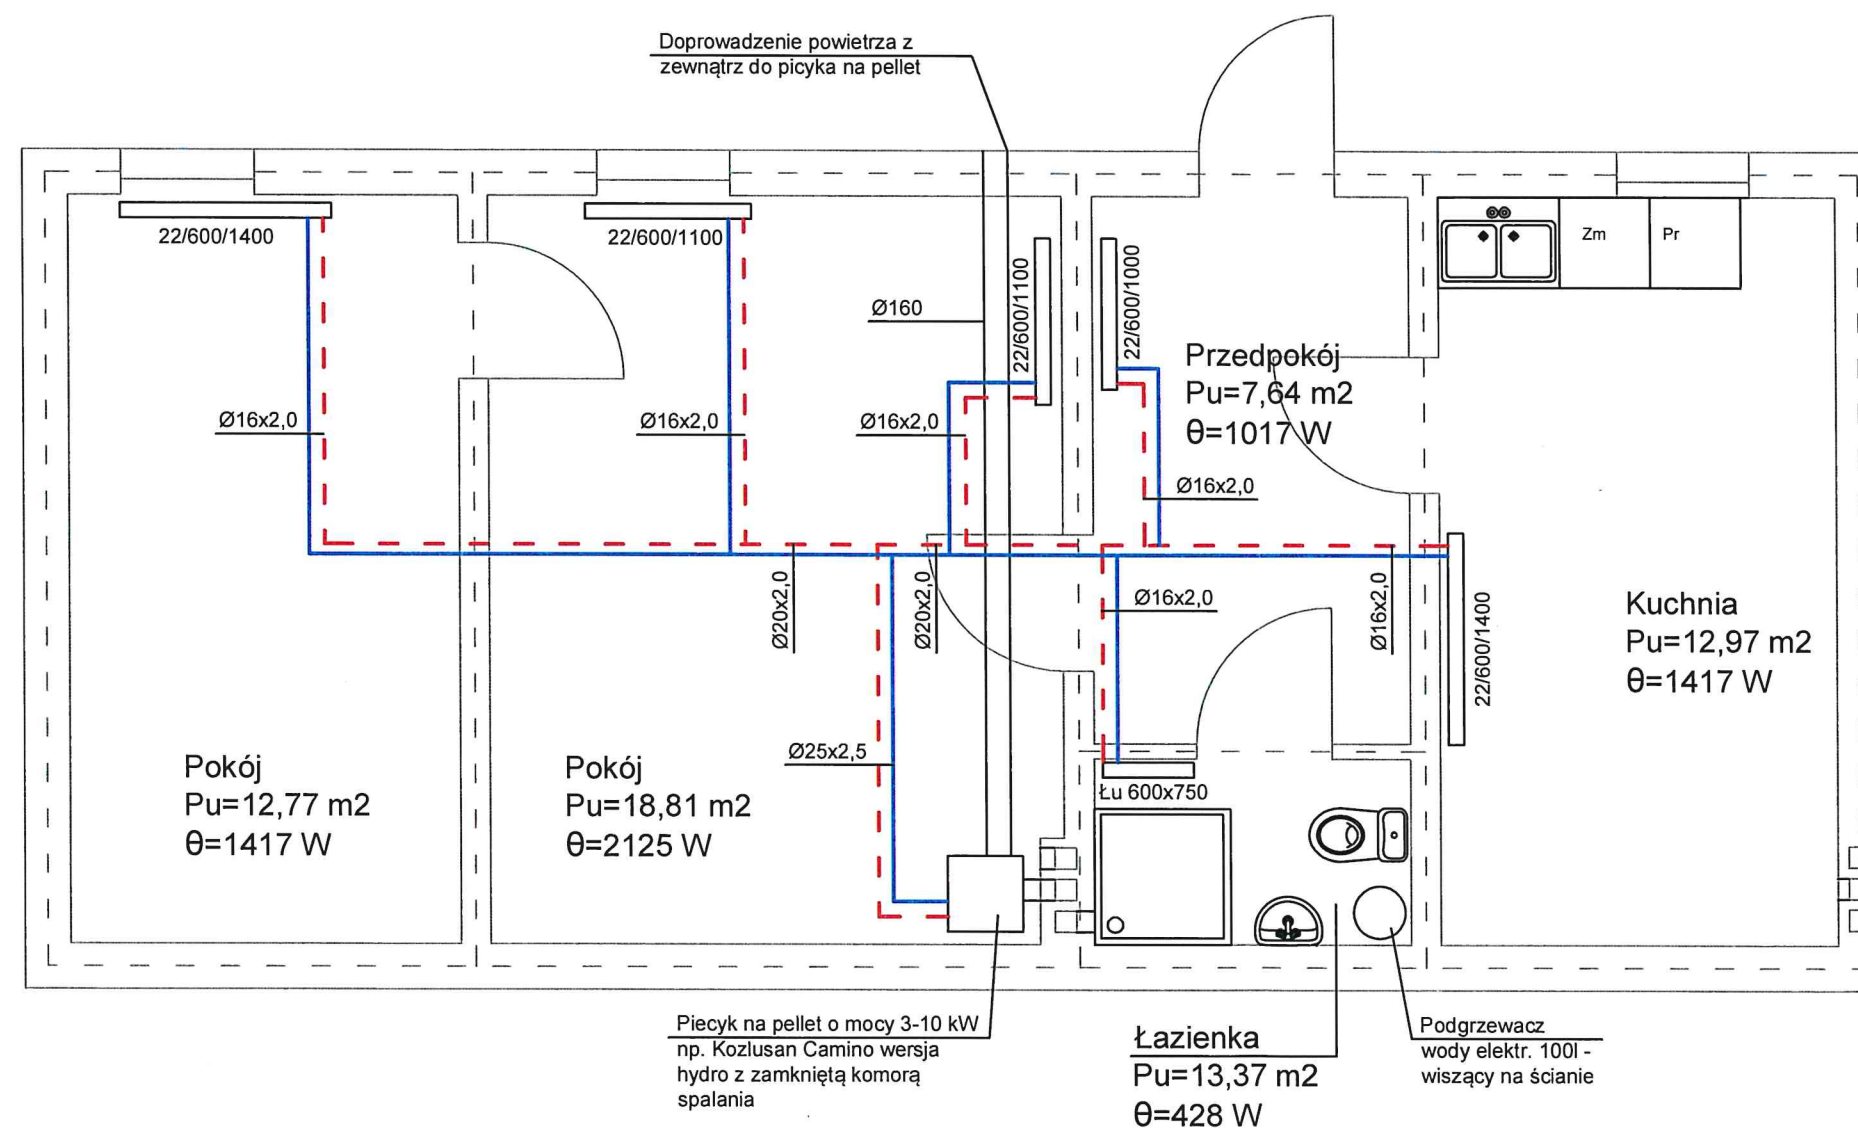 Doprowadzenie powietrza z
zewnątrz do picyka na pellet
22/600/1400
22/600/1100
Ø160
22/600/1100
22/600/1000
Zm
Pr
Przedpokój
Pu=7,64 m2
θ=1017 W
Ø16x2,0
Ø16x2,0
Ø16x2,0
Ø16x2,0
Ø20x2,0
Ø20x2,0
Ø16x2,0
Ø16x2,0
22/600/1400
Kuchnia
Pu=12,97 m2
θ=1417 W
Ø25x2,5
Pokój
Pu=12,77 m2
θ=1417 W
Pokój
Pu=18,81 m2
θ=2125 W
Łu 600x750
Piecyk na pellet o mocy 3-10 kW
np. Kozlusan Camino wersja
hydro z zamkniętą komorą
spalania
Łazienka
Pu=13,37 m2
θ=428 W
Podgrzewacz
wody elektr. 100l -
wiszący na ścianie